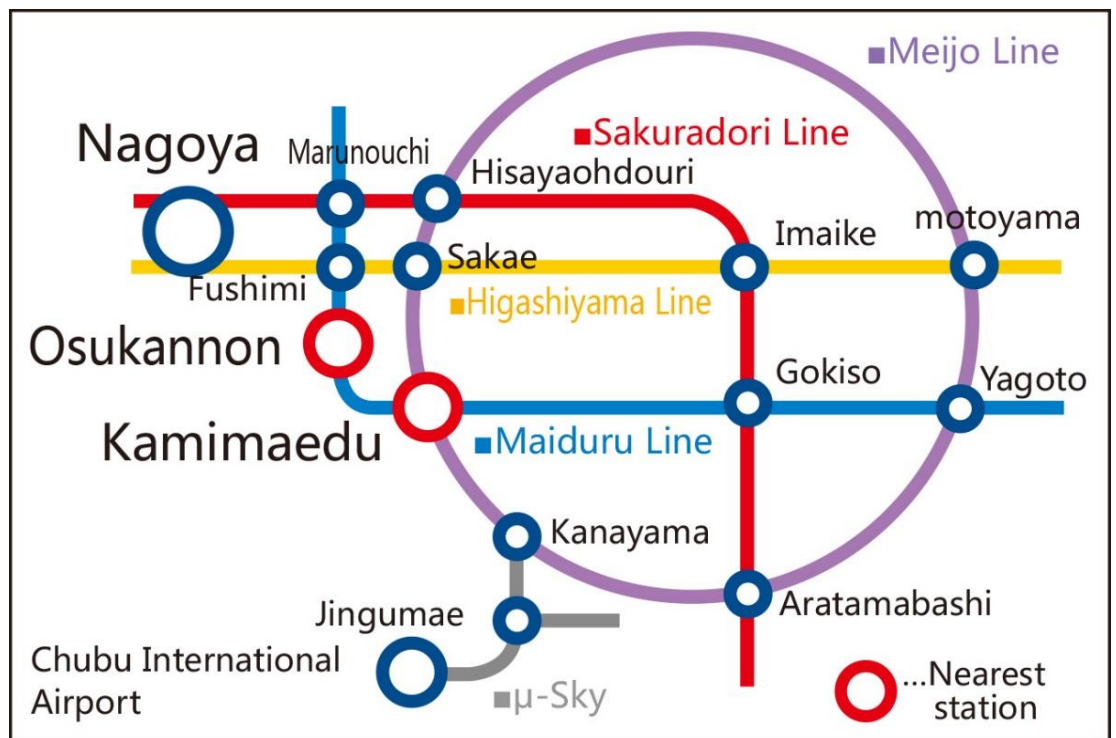 ■Meijo Line
■Sakuradori Line
Nagoya
Marunouchi
Hisayaohdouri
Imaike
motoyama
Sakae
Fushimi
■Higashiyama Line
Osukannon
Gokiso
Yagoto
Kamimaedu
■Maiduru Line
Kanayama
Jingumae
Aratamabashi
Chubu International
Airport
■µ-Sky
...Nearest
station